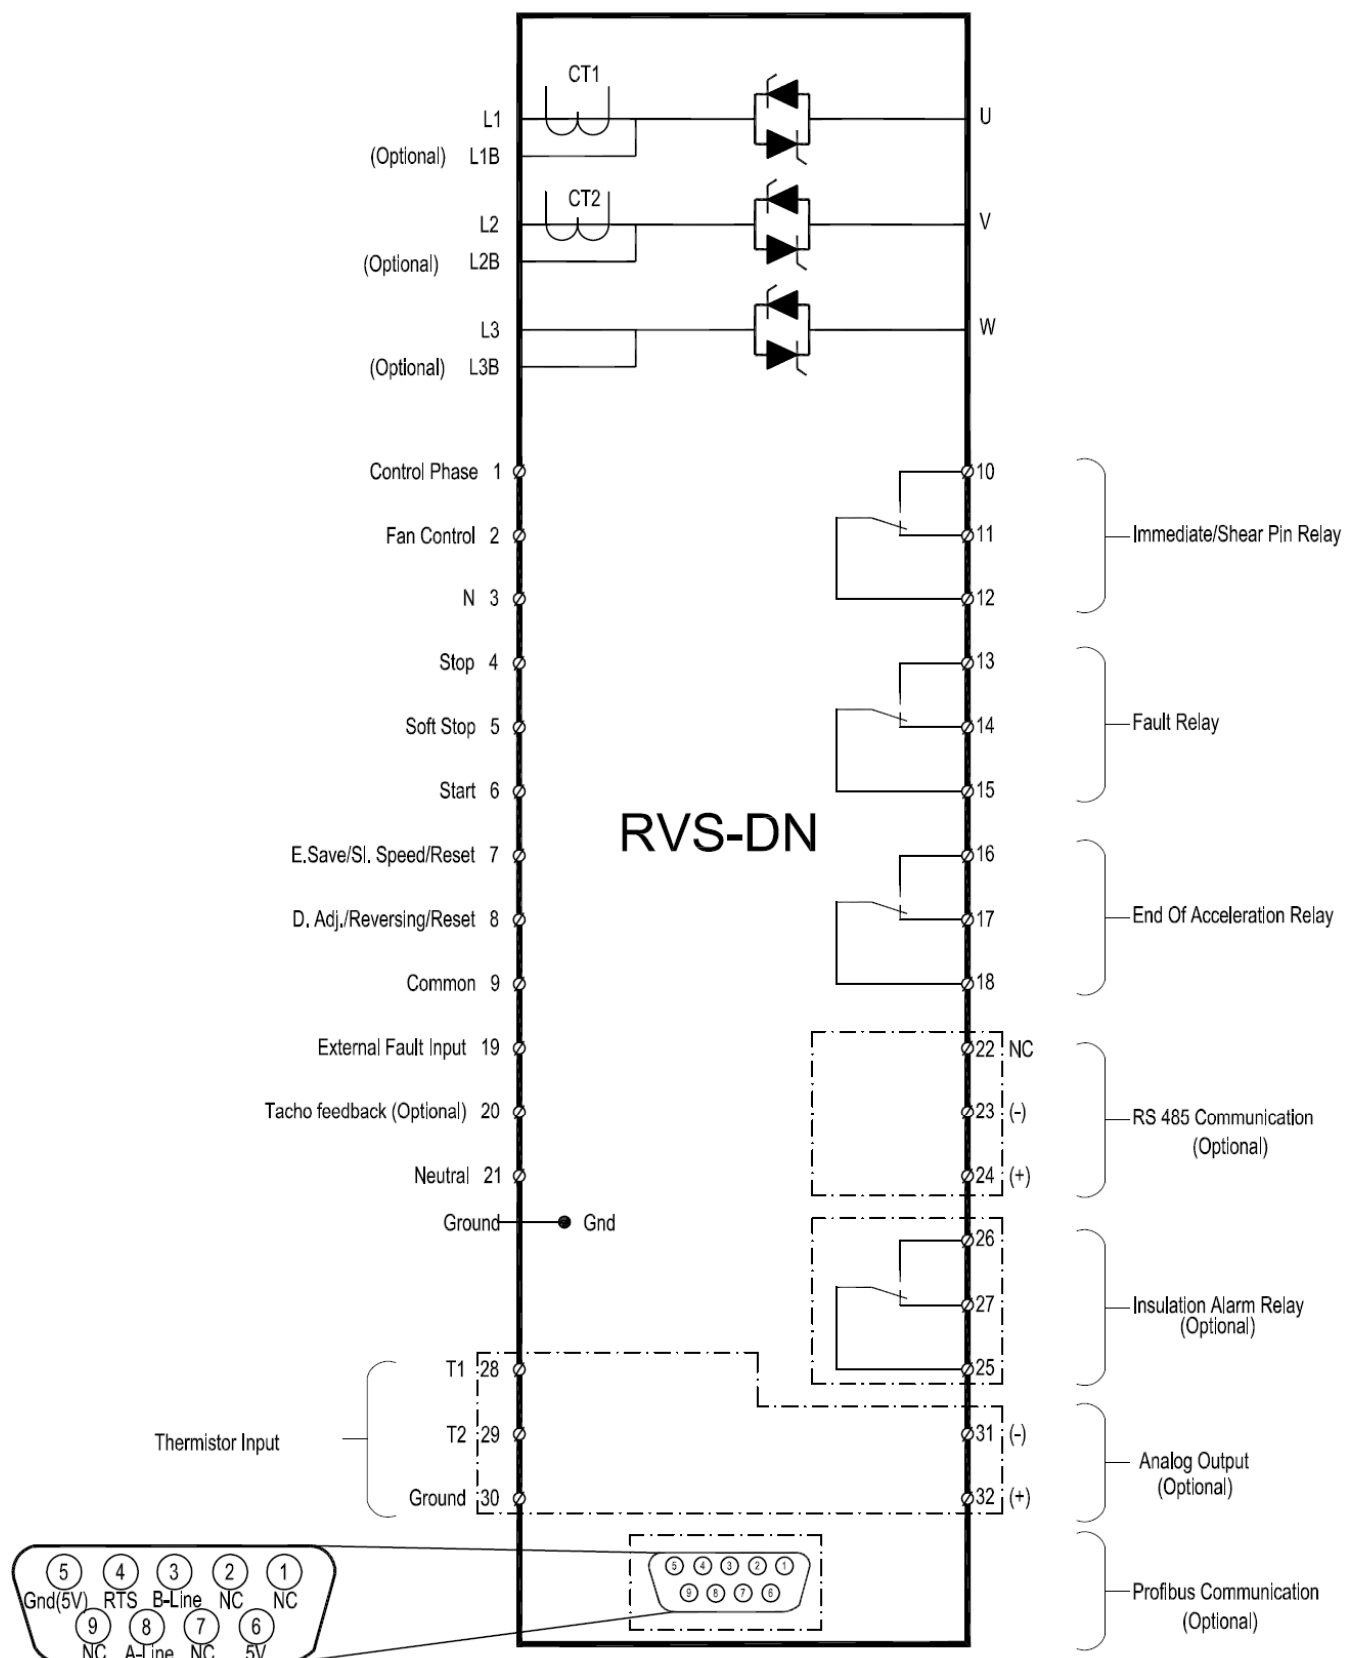 CT1
L1
U
(Optional) L1B
CT2
L2
V
(Optional) L2B
L3
W
(Optional) L3B
Control Phase 1
10
Fan Control 2
11
Immediate/Shear Pin Relay
N 3
12
Stop 4
13
Soft Stop 5
14
Fault Relay
Start 6
15
RVS-DN
E.Save/Sl. Speed/Reset 7
16
D. Adj./Reversing/Reset 8
17
End Of Acceleration Relay
Common 9
18
External Fault Input 19
22 NC
Tacho feedback (Optional) 20
23 (-)
RS 485 Communication
(Optional)
Neutral 21
24 (+)
Ground
Gnd
26
27
Insulation Alarm Relay
(Optional)
T1 28
25
Thermistor Input
T2 29
31 (-)
Analog Output
(Optional)
Ground 30
32 (+)
5 4 3 2 1
9 8 7 6
Profibus Communication
(Optional)
5 4 3 2 1
Gnd(5V) RTS B-Line NC NC
9 8 7 6
NC A-Line NC 5V